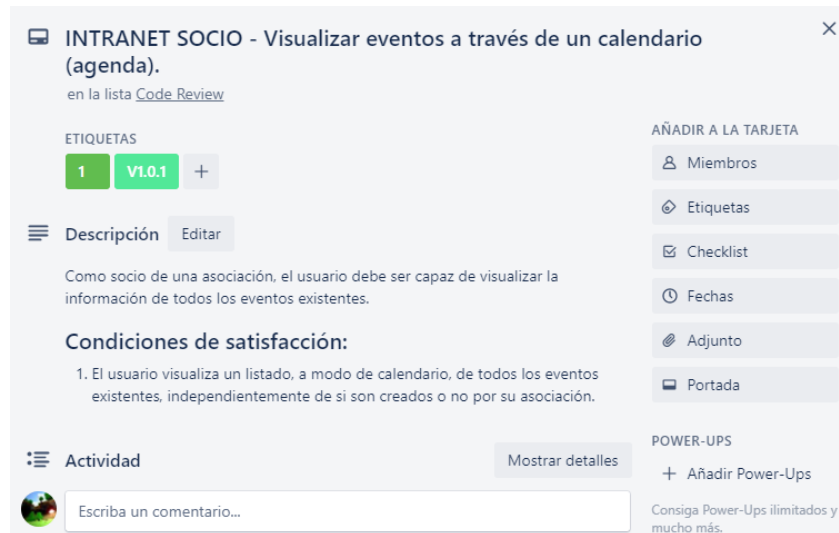 INTRANET SOCIO - Visualizar eventos a través de un calendario
(agenda).
en la lista Code Review
ETIQUETAS
1
V1.0.1
+
Descripción
Editar
Como socio de una asociación, el usuario debe ser capaz de visualizar la
información de todos los eventos existentes.
Condiciones de satisfacción:
1. El usuario visualiza un listado, a modo de calendario, de todos los eventos
existentes, independientemente de si son creados o no por su asociación.
Actividad
Mostrar detalles
Escriba un comentario...
AÑADIR A LA TARJETA
Miembros
Etiquetas
Checklist
Fechas
Adjunto
Portada
POWER-UPS
+ Añadir Power-Ups
Consiga Power-Ups ilimitados y
mucho más.